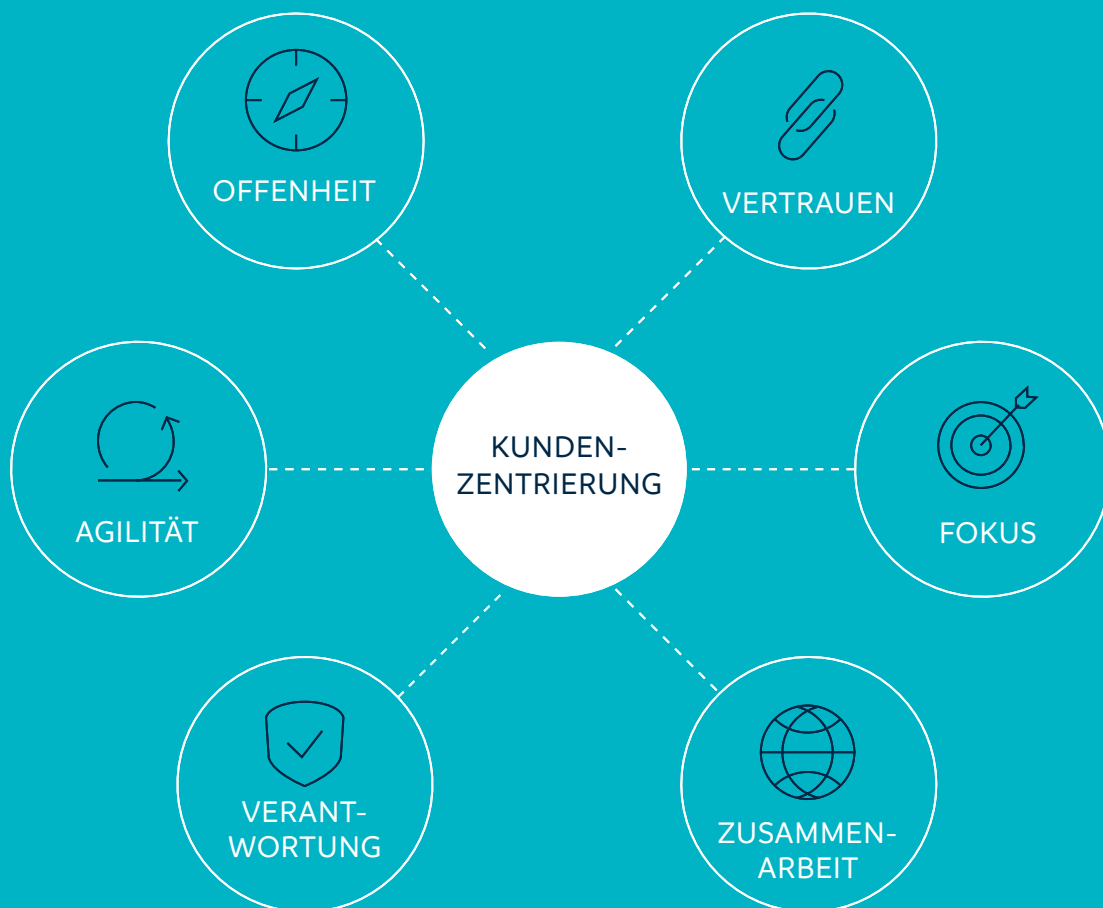 OFFENHEIT
VERTRAUEN
KUNDEN-
ZENTRIERUNG
AGILITÄT
FOKUS
VERANT-
WORTUNG
ZUSAMMEN-
ARBEIT